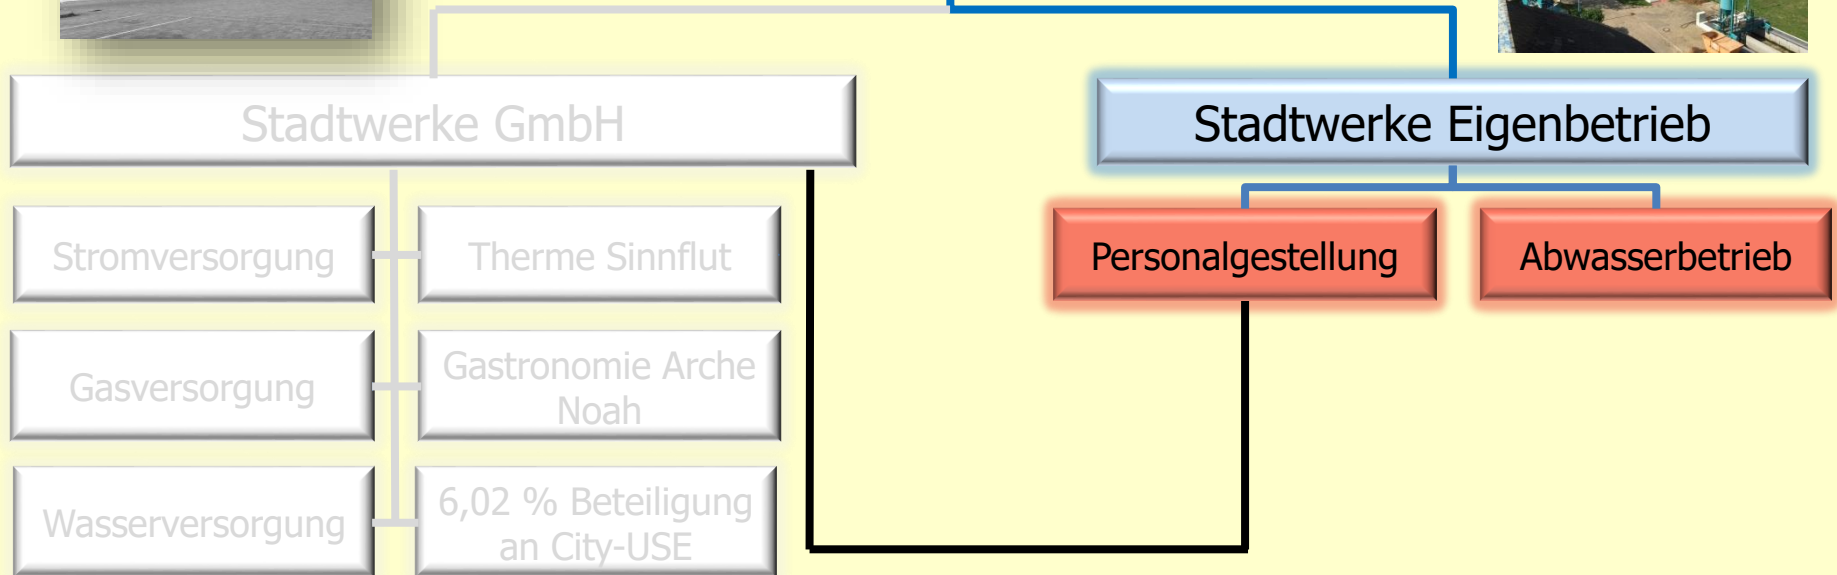 Stadtwerke GmbH
Stadtwerke Eigenbetrieb
Stromversorgung
Therme Sinnflut
Personalgestellung
Abwasserbetrieb
Gasversorgung
Gastronomie Arche
Noah
Wasserversorgung
6,02 % Beteiligung
an City-USE